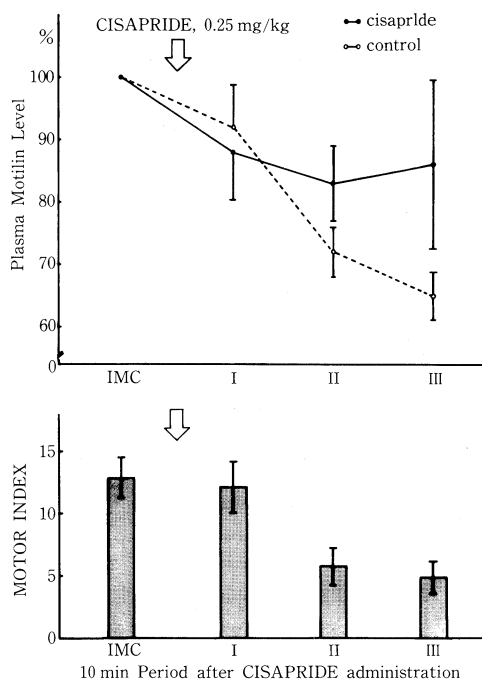 %
CISAPRIDE, 0.25 mg/kg
cisaprlde
control
100
90
80
70
60
0
Plasma Motilin Level
IMC I II III
15
10
5
0
MOTOR INDEX
IMC I II III
10 min Period after CISAPRIDE administration